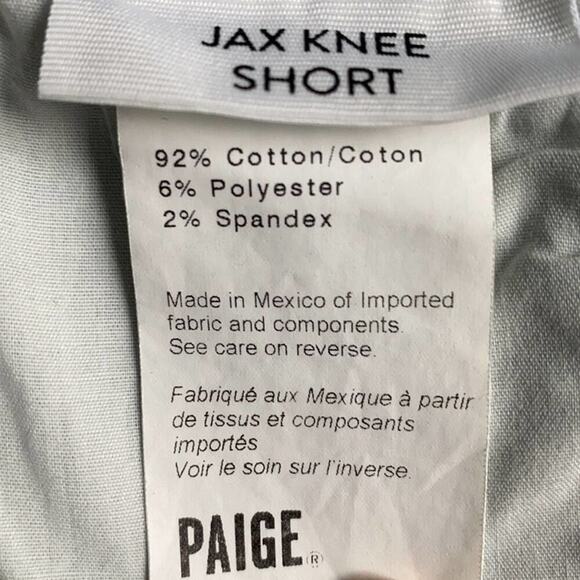 JAX KNEE
SHORT
92% Cotton/Coton
6% Polyester
2% Spandex
Made in Mexico of Imported
fabric and components.
See care on reverse.
Fabriqué aux Mexique à partir
de tissus et composants
importés
Voir le soin sur l'inverse.
PAIGE®